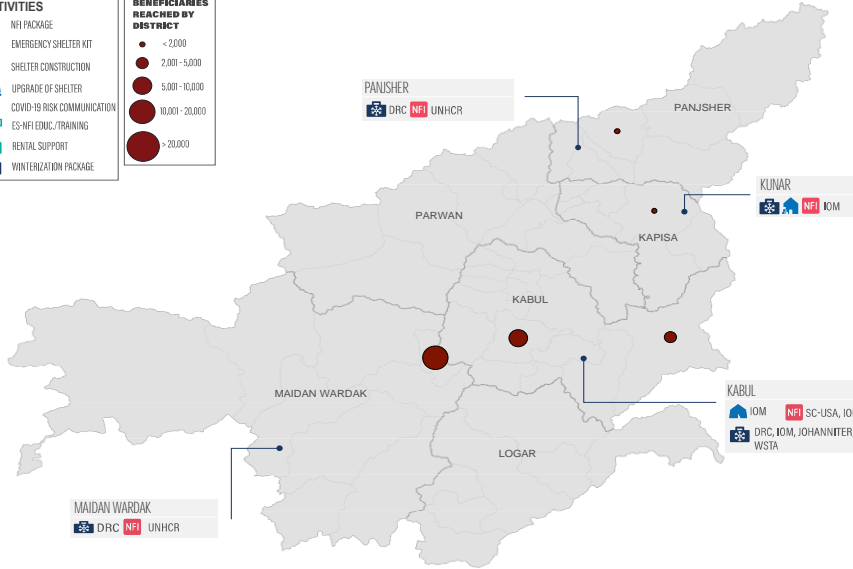 TIVITIES
NFI PACKAGE
EMERGENCY SHELTER KIT
SHELTER CONSTRUCTION
UPGRADE OF SHELTER
COVID-19 RISK COMMUNICATION
ES-NFI EDUC./TRAINING
RENTAL SUPPORT
WINTERIZATION PACKAGE
BENEFICIARIES
REACHED BY
DISTRICT
< 2,000
2,001 - 5,000
5,001 - 10,000
10,001 - 20,000
> 20,000
PANJSHER
DRC NFI UNHCR
PANJSHER
KUNAR
NFI IOM
PARWAN
KAPISA
KABUL
MAIDAN WARDAK
KABUL
IOM NFI SC-USA, IO
DRC, IOM, JOHANNITER,
WSTA
LOGAR
MAIDAN WARDAK
DRC NFI UNHCR